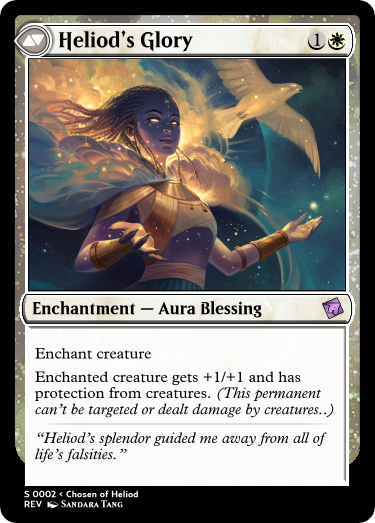 Heliod's Glory 1
Enchantment — Aura Blessing
Enchant creature
Enchanted creature gets +1/+1 and has
protection from creatures. (This permanent
can't be targeted or dealt damage by creatures..)
"Heliod's splendor guided me away from all of
life's falsities."
S 0002 < Chosen of Heliod
REV Sandara Tang